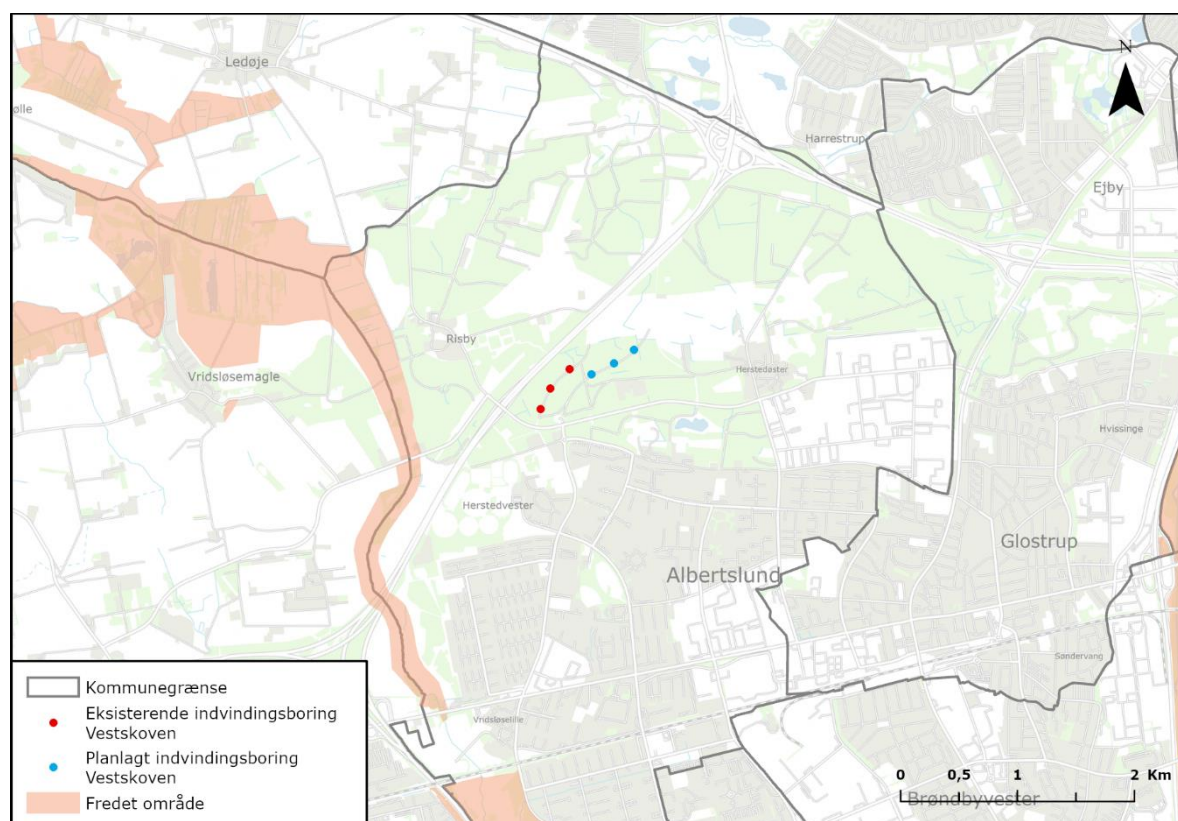 N
Ledøje
ølle
Harrestrup
Ejby
Risby
Vridsløsemagle
Herstedøster
Hvissinge
Herstedvester
Glostrup
Albertslund
Søndervang
Vridsløselille
Kommunegrænse
Eksisterende indvindingsboring
Vestskoven
Planlagt indvindingsboring
Vestskoven
Fredet område
0 0,5 1 2 Km
Brøndbyvester